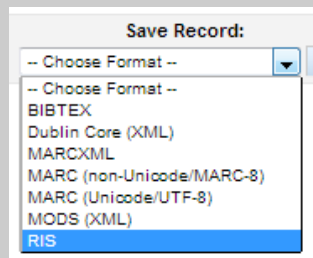 Save Record:
-- Choose Format --
-- Choose Format --
BIBTEX
Dublin Core (XML)
MARCXML
MARC (non-Unicode/MARC-8)
MARC (Unicode/UTF-8)
MODS (XML)
RIS